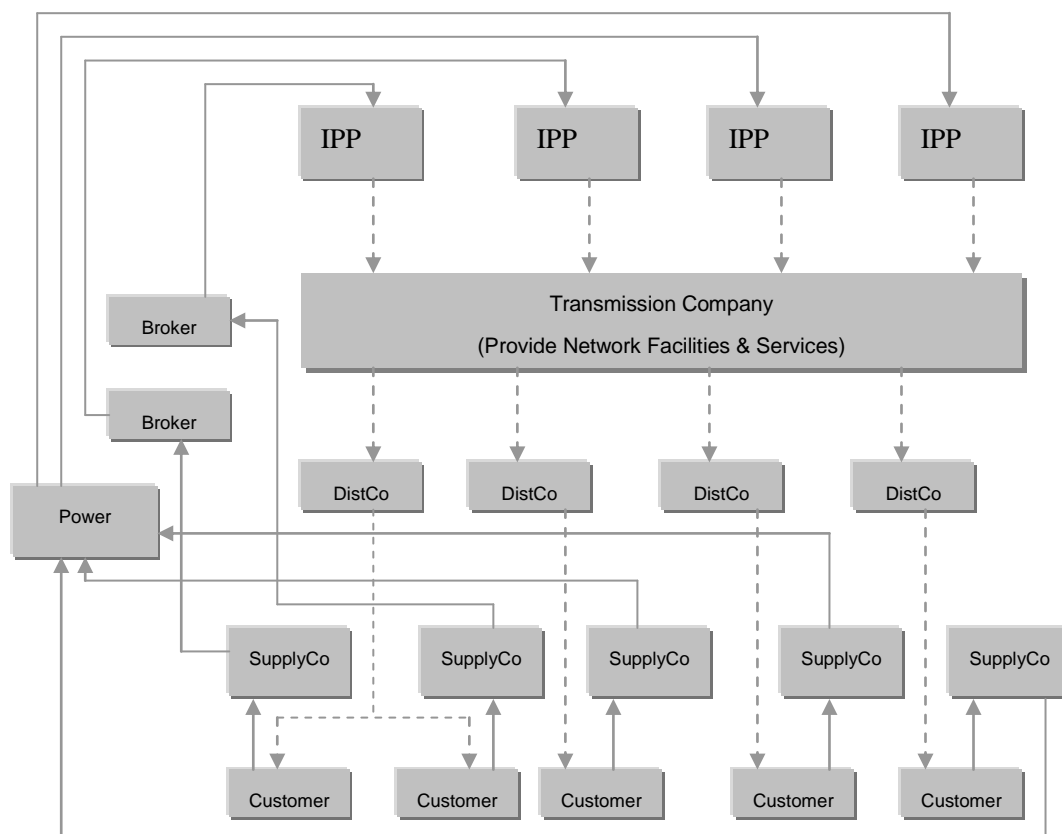 IPP
IPP
IPP
IPP
Transmission Company
(Provide Network Facilities & Services)
Broker
Broker
DistCo
DistCo
DistCo
DistCo
Power
SupplyCo
SupplyCo
SupplyCo
SupplyCo
SupplyCo
Customer
Customer
Customer
Customer
Customer